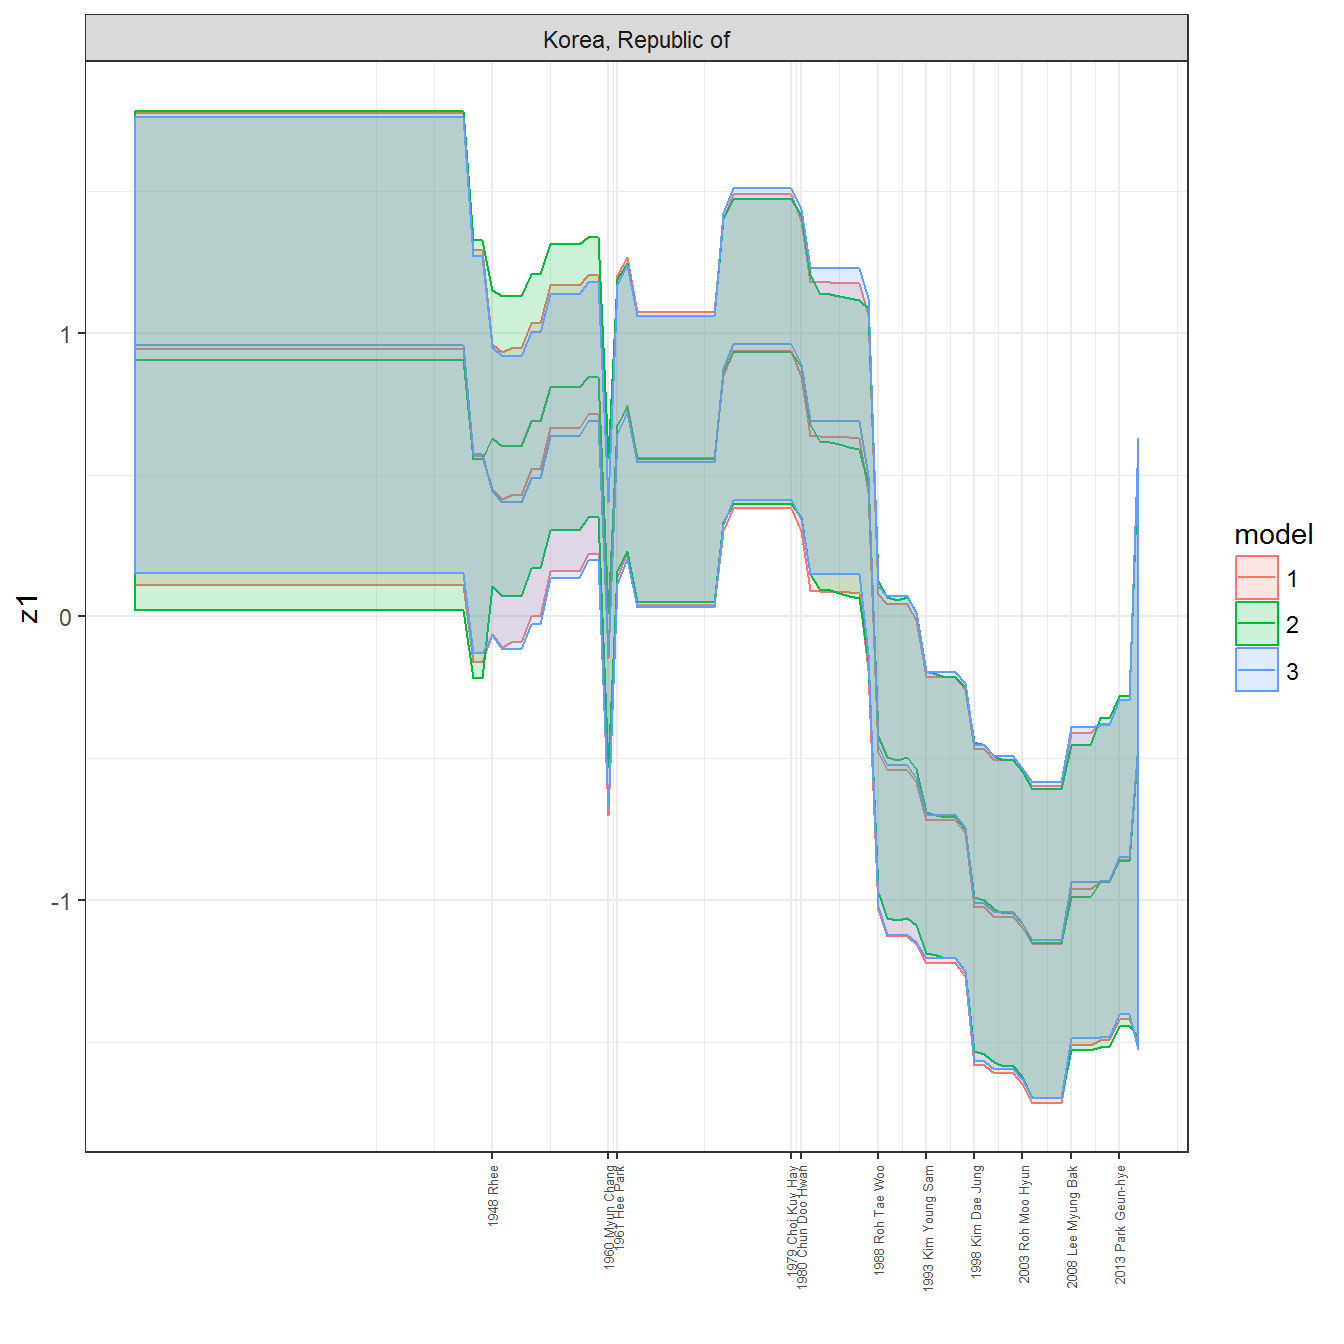 Korea, Republic of
z1
1
0
-1
1948 Rhee
1960 Myun Chang
1961 Hee Park
1979 Choi Kuy Hay
1980 Chun Doo Hwan
1988 Roh Tae Woo
1993 Kim Young Sam
1998 Kim Dae Jung
2003 Roh Moo Hyun
2008 Lee Myung Bak
2013 Park Geun-hye
model
1
2
3